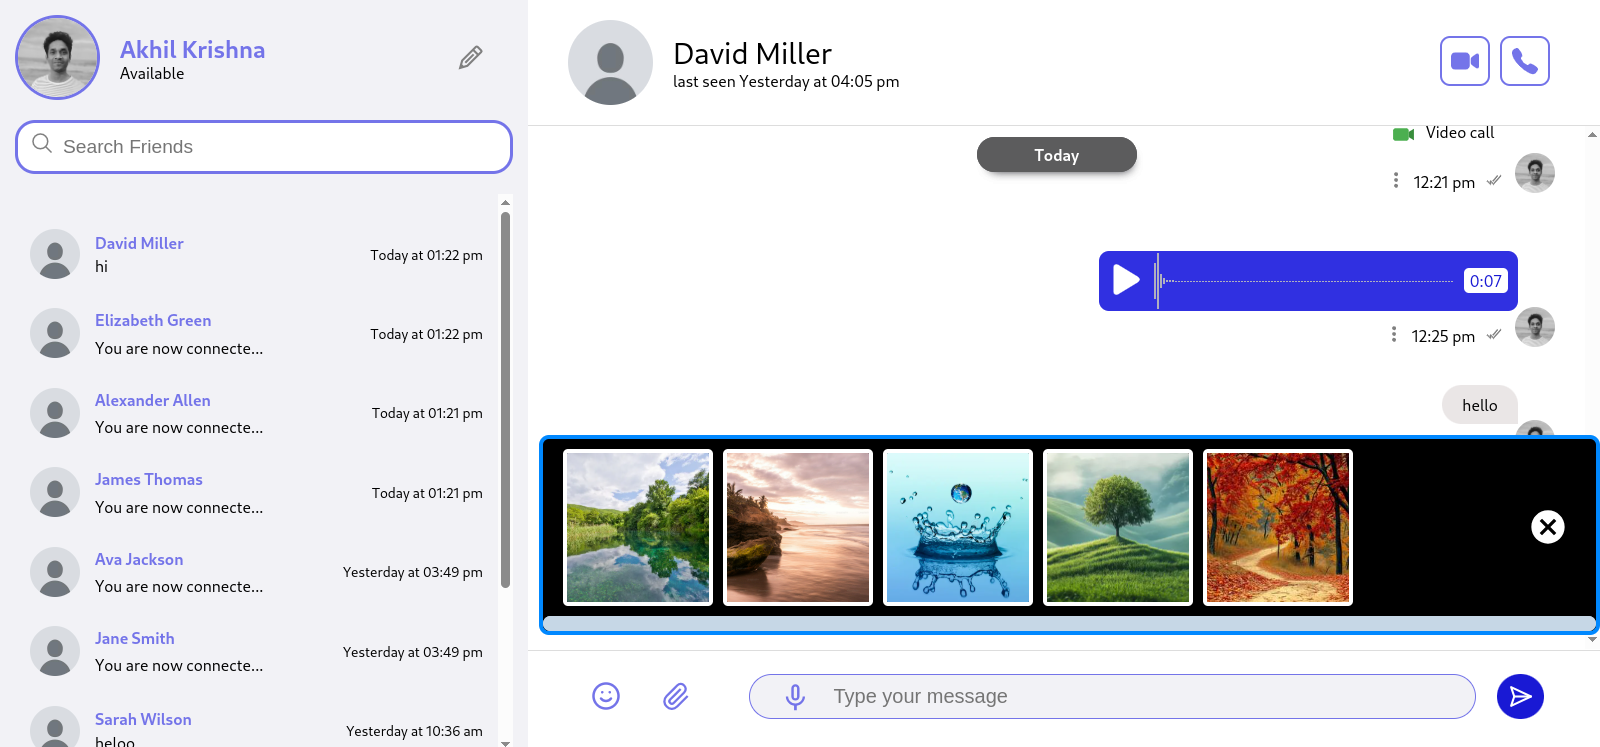 Akhil Krishna
Available
Search Friends
David Miller
hi
Today at 01:22 pm
Elizabeth Green
You are now connecte...
Today at 01:22 pm
Alexander Allen
You are now connecte...
Today at 01:21 pm
James Thomas
You are now connecte...
Today at 01:21 pm
Ava Jackson
You are now connecte...
Yesterday at 03:49 pm
Jane Smith
You are now connecte...
Yesterday at 03:49 pm
Sarah Wilson
heloo
Yesterday at 10:36 am
David Miller
last seen Yesterday at 04:05 pm
Video call
Today
12:21 pm
0:07
12:25 pm
hello
Type your message